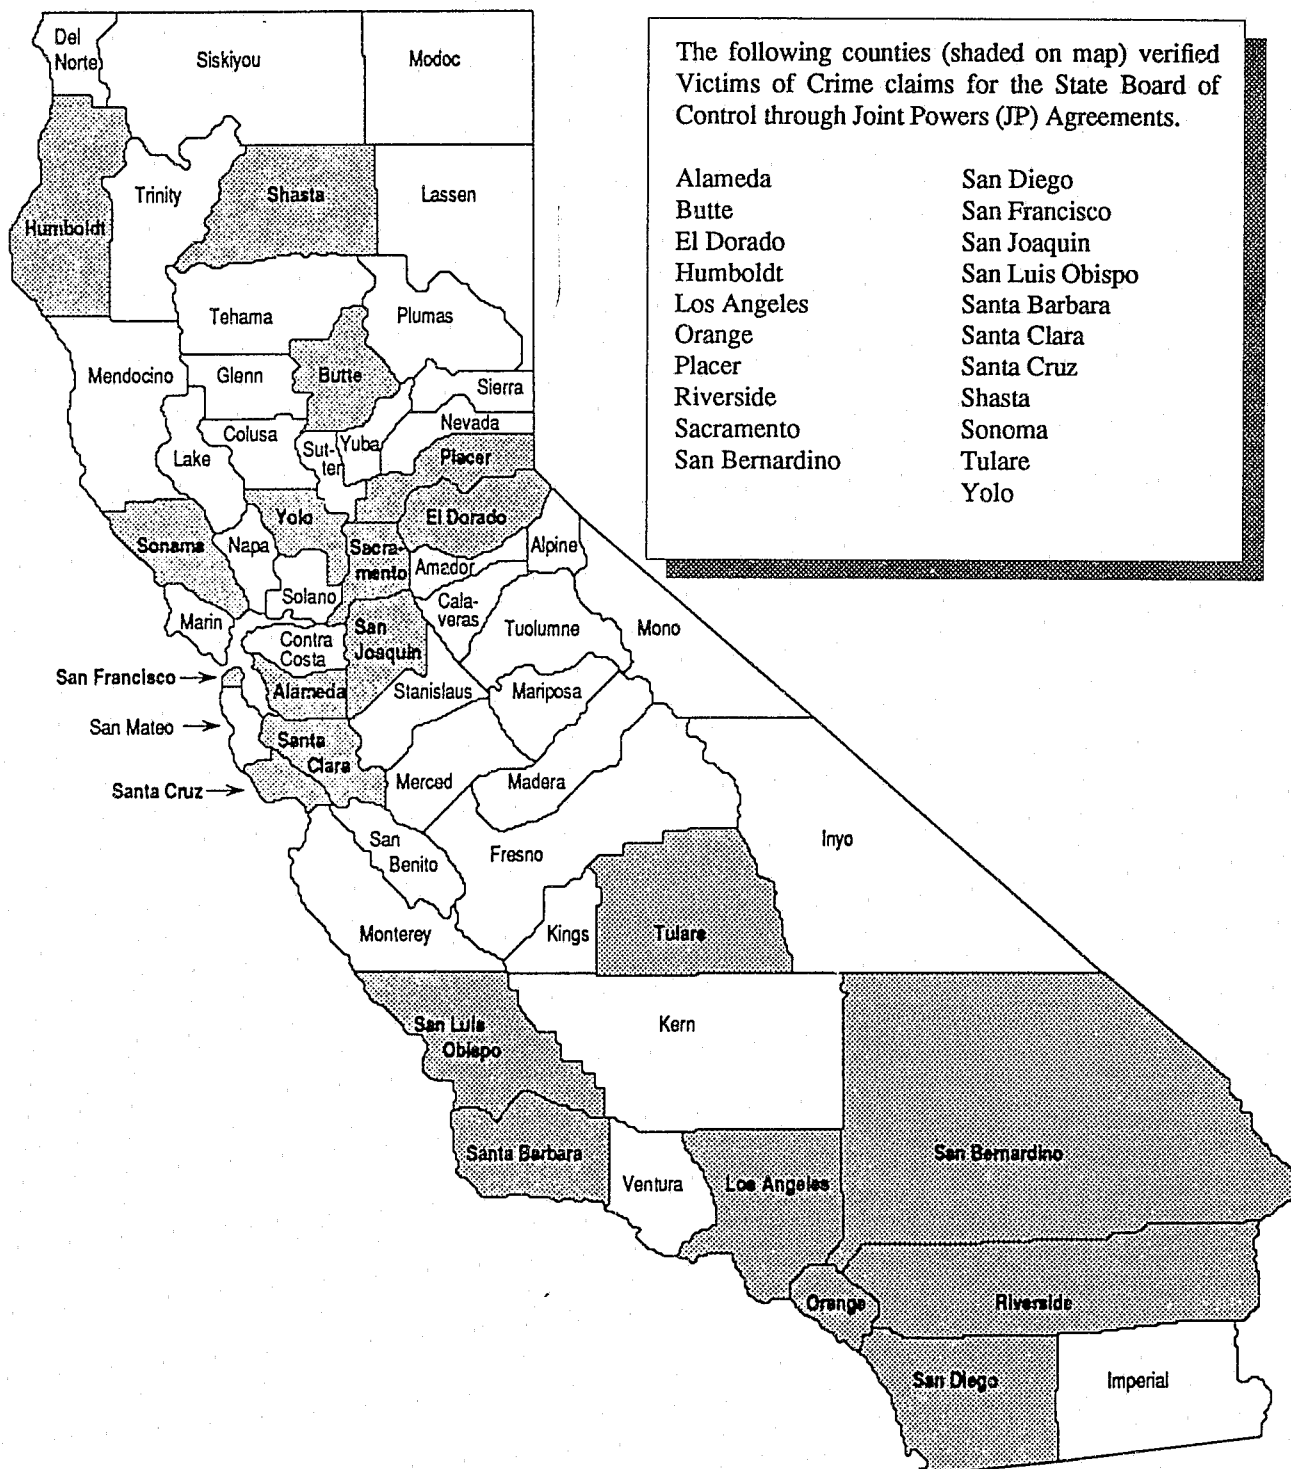 Del
Norte
Siskiyou
Modoc
The following counties (shaded on map) verified
Victims of Crime claims for the State Board of
Control through Joint Powers (JP) Agreements.
Alameda
Butte
El Dorado
Humboldt
Los Angeles
Orange
Placer
Riverside
Sacramento
San Bernardino
San Diego
San Francisco
San Joaquin
San Luis Obispo
Santa Barbara
Santa Clara
Santa Cruz
Shasta
Sonoma
Tulare
Yolo
Humboldt
Trinity
Shasta
Lassen
Tehama
Plumas
Mendocino
Glenn
Butte
Sierra
Lake
Colusa
Sut-
ter
Yuba
Nevada
Placer
Sonama
Napa
Yolo
El Dorado
Sacra-
mento
Amador
Alpine
Solano
Marin
Contra
Costa
San
Joaquin
Cala-
veras
Tuolumne
Mono
San Francisco
Alameda
Stanislaus
Mariposa
San Mateo
Santa
Clara
Santa Cruz
Merced
Madera
San
Benito
Fresno
Inyo
Monterey
Kings
Tulare
San Luis
Obispo
Kern
Santa Barbara
Ventura
Los Angeles
San Bernardino
Orange
Riverside
San Diego
Imperial